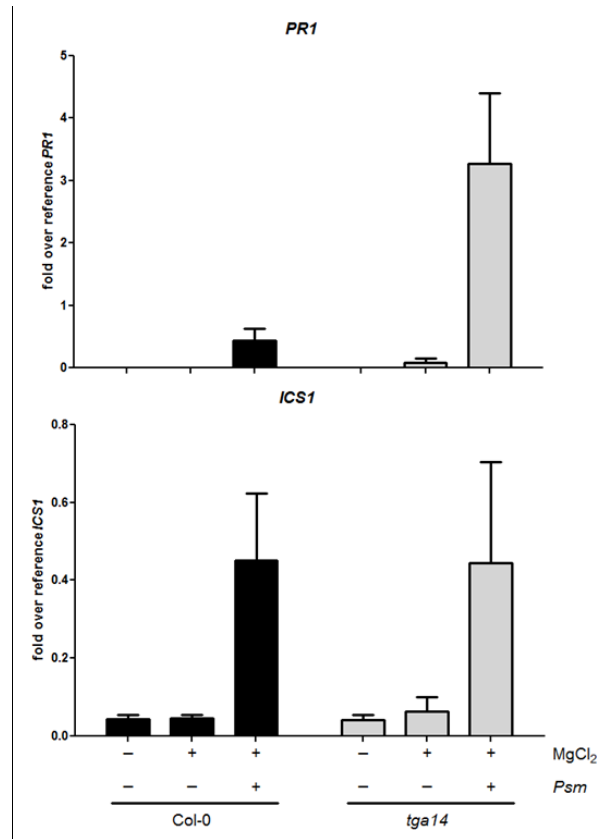 PR1
fold over reference PR1
5
4
3
2
1
0
ICS1
fold over reference ICS1
0.8
0.6
0.4
0.2
0.0
– + + – + + MgCl₂
– – + – – + Psm
Col-0 tga14